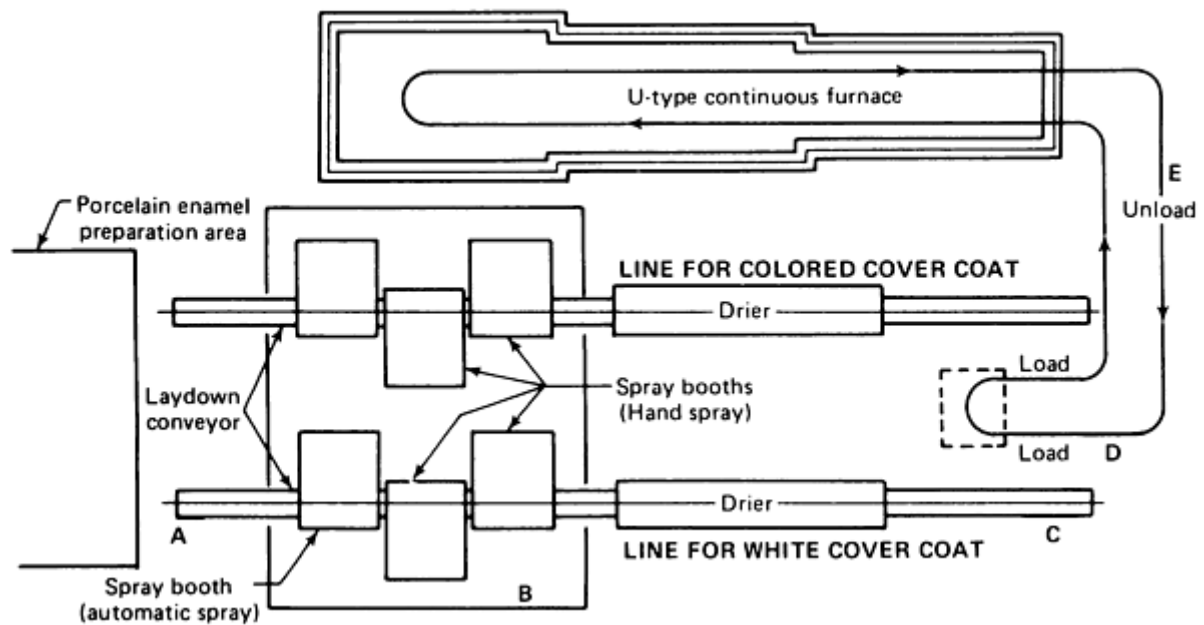 U-type continuous furnace
E
Unload
Porcelain enamel
preparation area
LINE FOR COLORED COVER COAT
Drier
Load
Laydown
conveyor
Spray booths
(Hand spray)
Load
D
Drier
A
C
LINE FOR WHITE COVER COAT
Spray booth
(automatic spray)
B